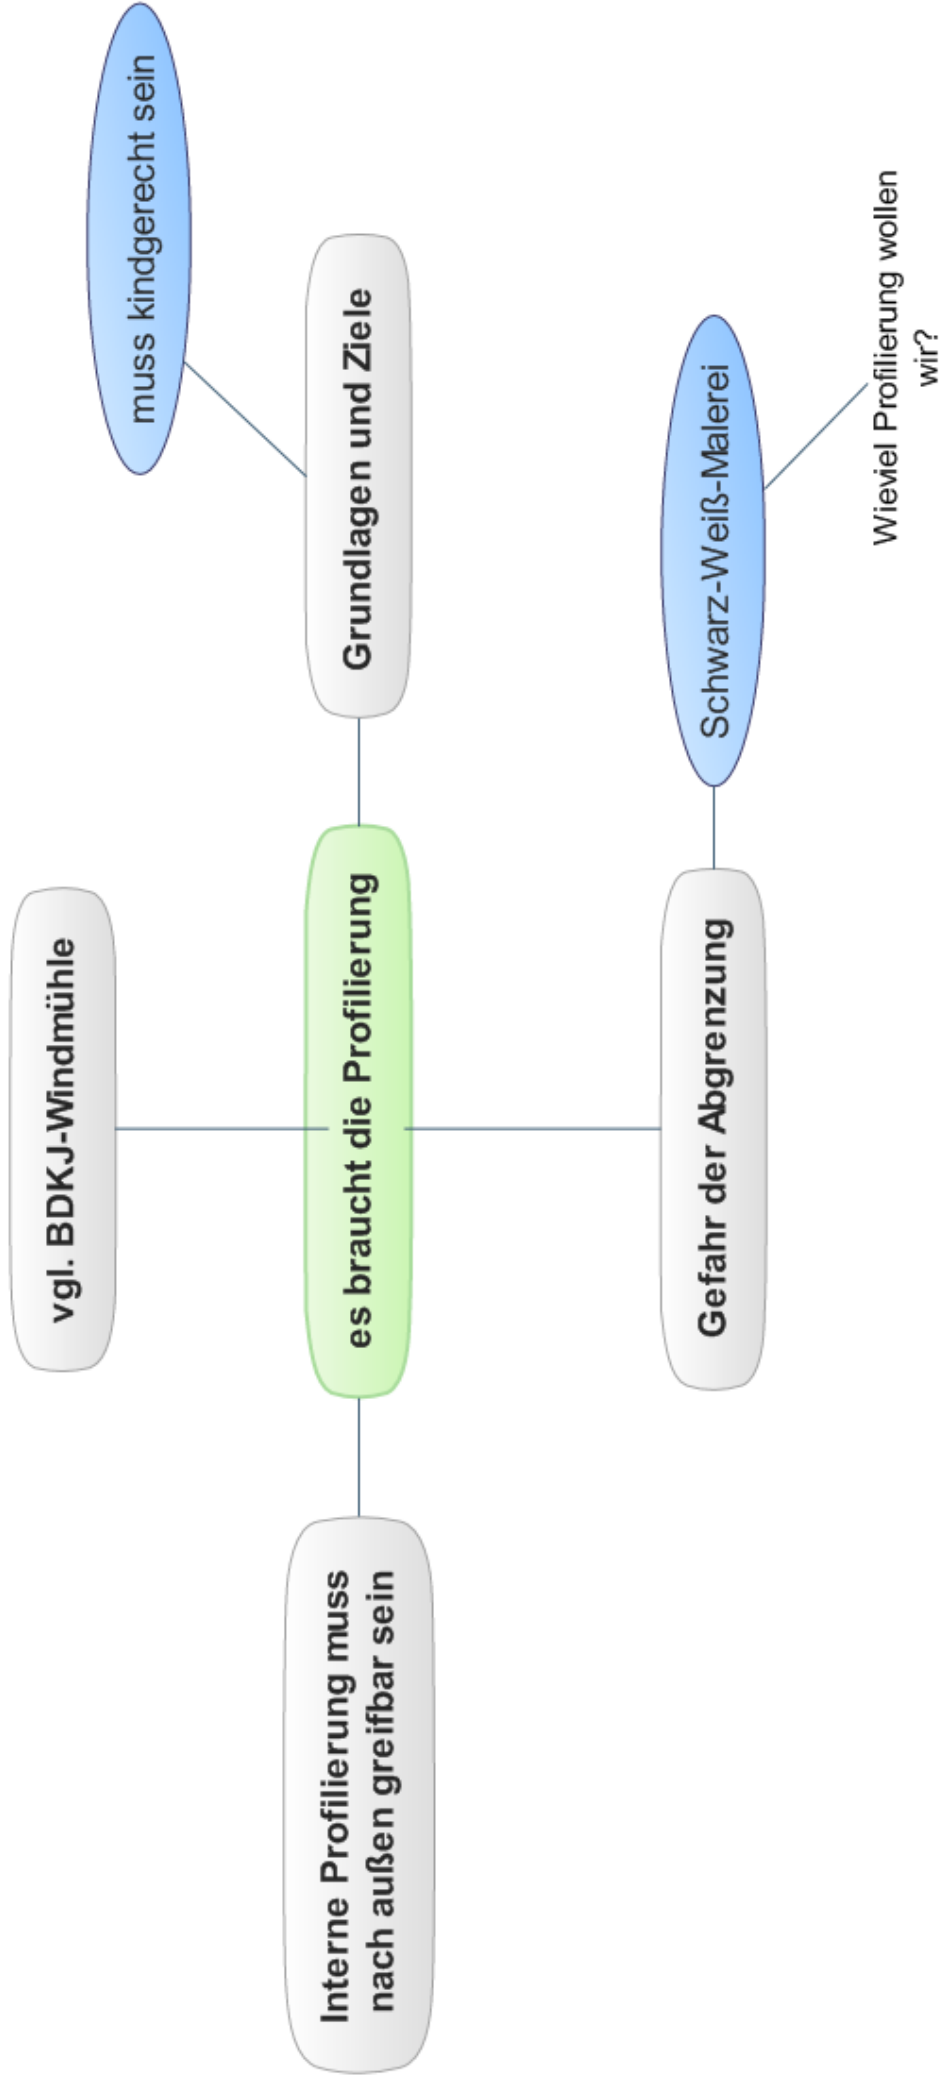 vgl. BDKJ-Windmühle
muss kindgerecht sein
Interne Profilierung muss
nach außen greifbar sein
es braucht die Profilierung
Grundlagen und Ziele
Gefahr der Abgrenzung
Schwarz-Weiß-Malerei
Wieviel Profilierung wollen
wir?